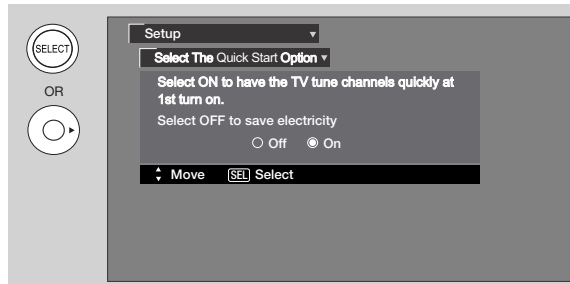 SELECT
OR
Setup
Select The Quick Start Option
Select ON to have the TV tune channels quickly at
1st turn on.
Select OFF to save electricity
Off On
Move SEL Select